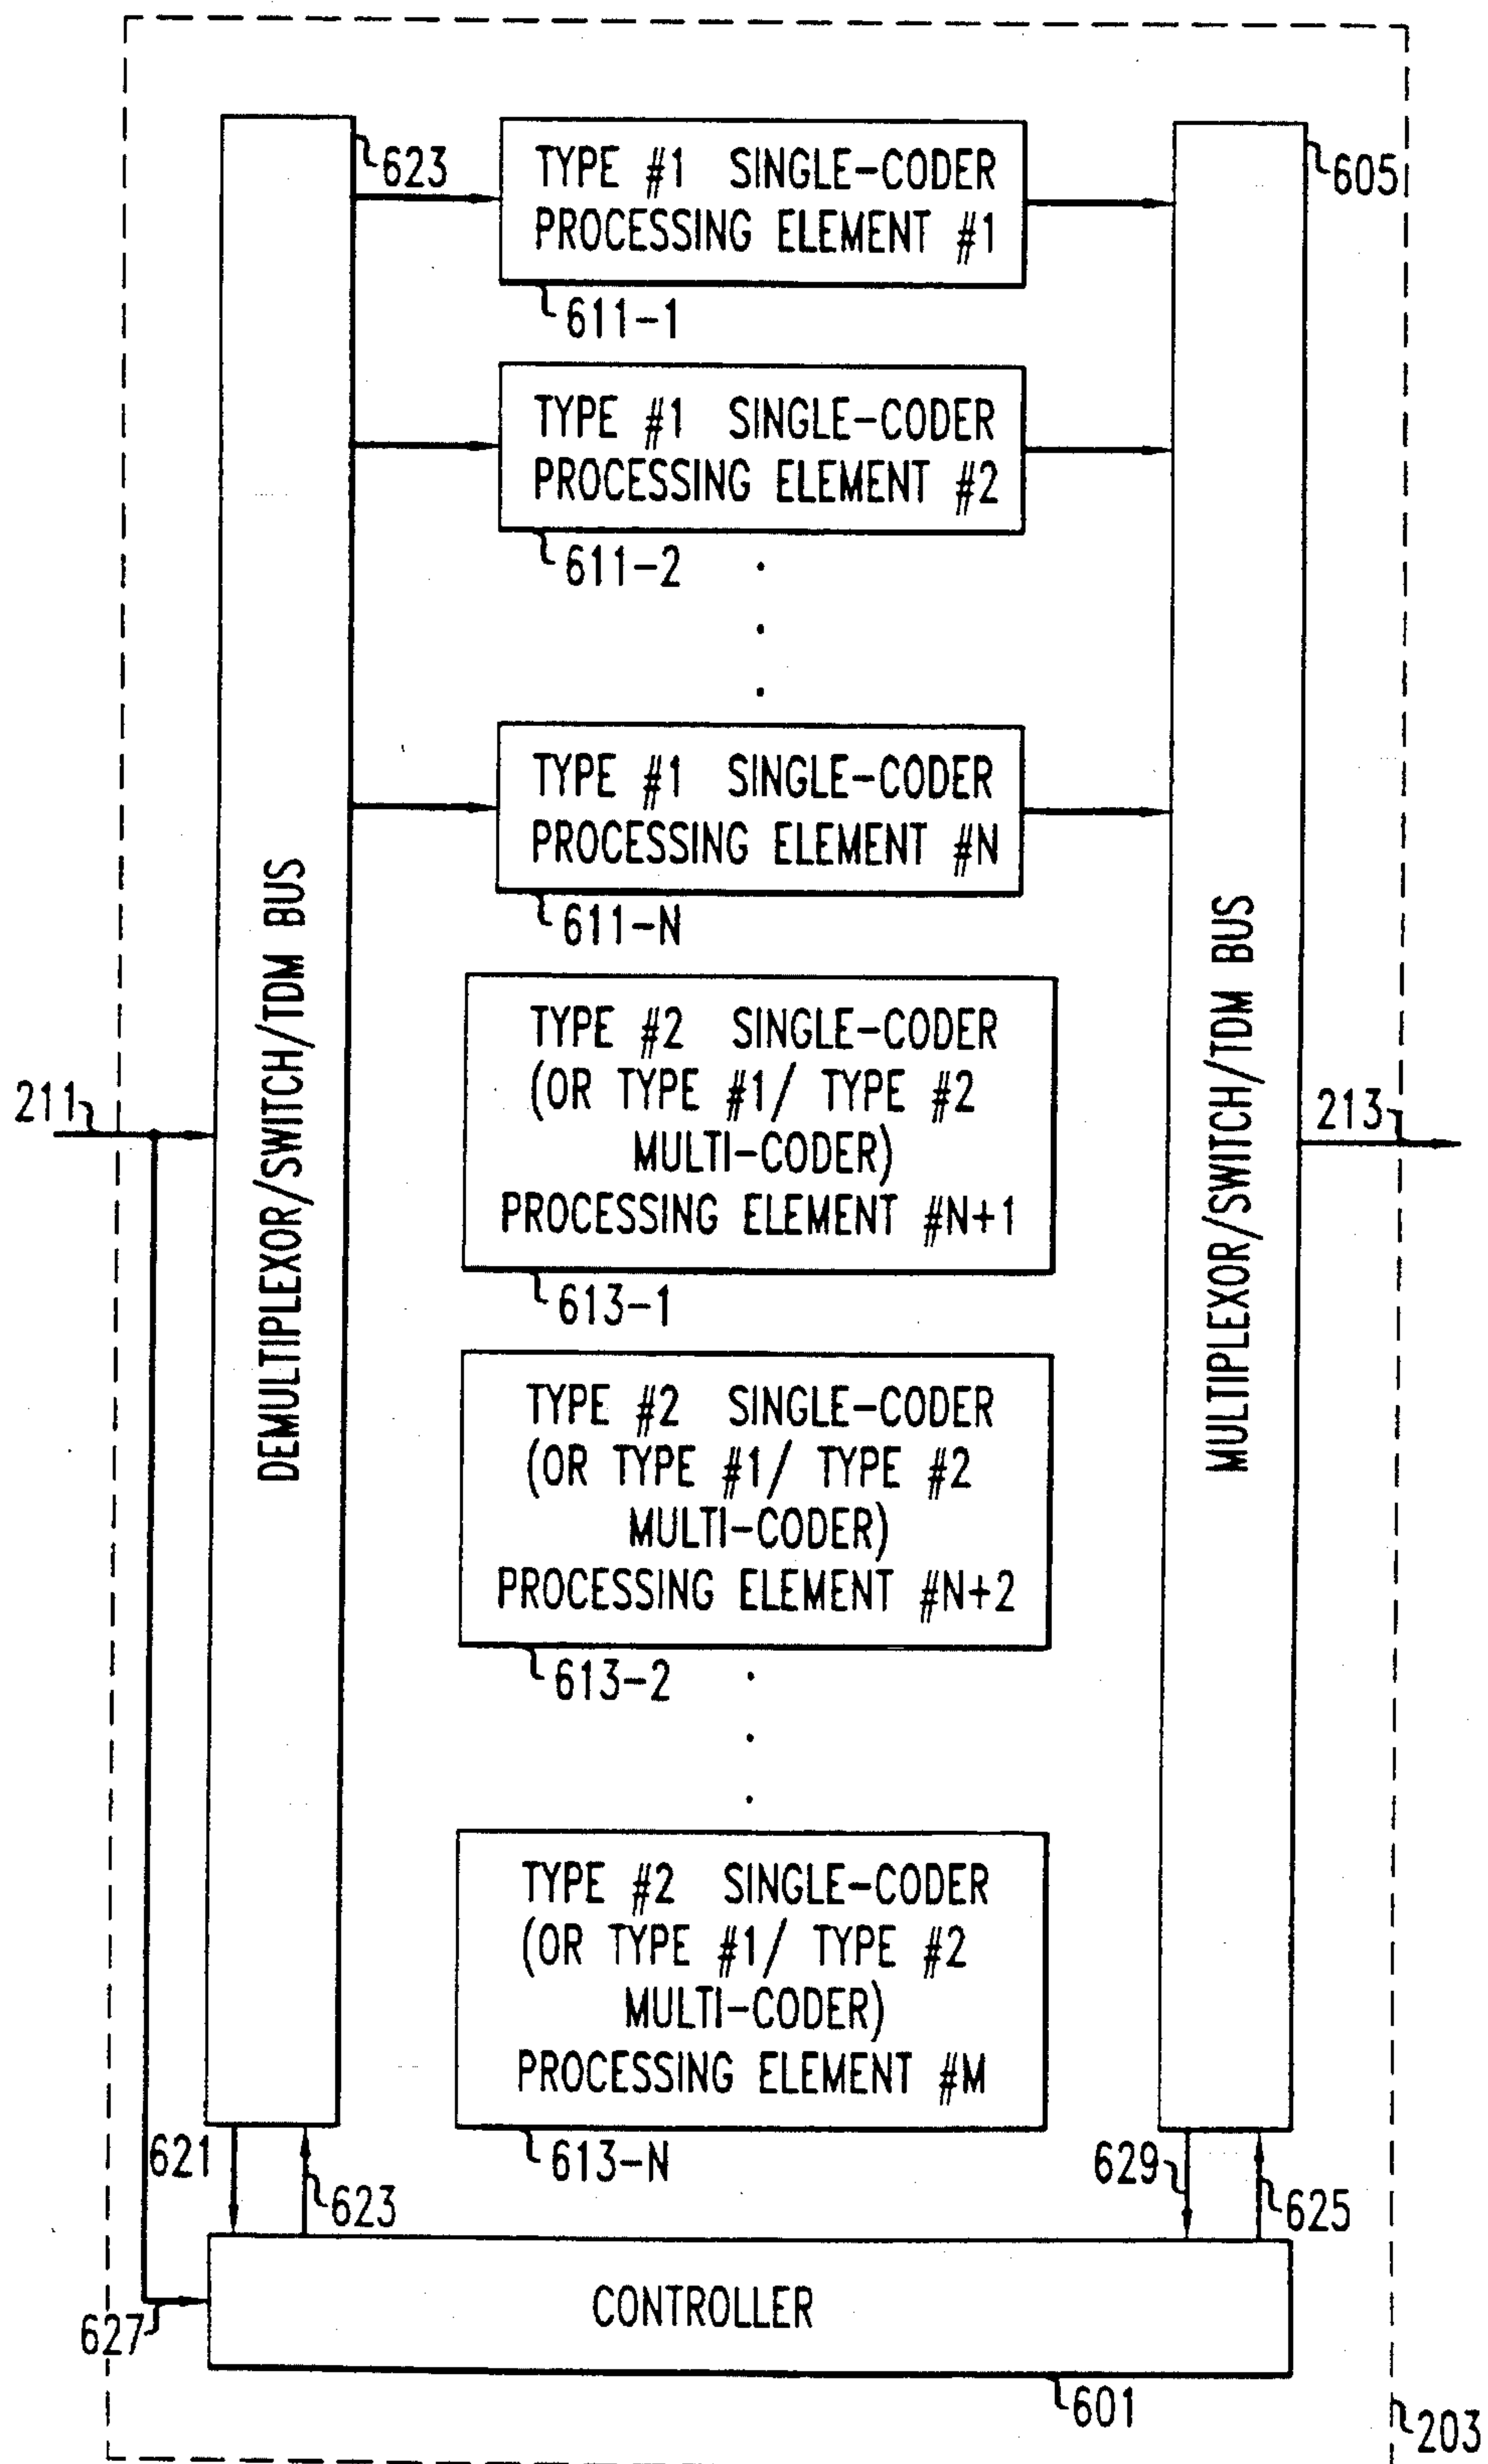 623
TYPE #1 SINGLE-CODER
PROCESSING ELEMENT #1
605
611-1
TYPE #1 SINGLE-CODER
PROCESSING ELEMENT #2
611-2
TYPE #1 SINGLE-CODER
PROCESSING ELEMENT #N
611-N
DEMULTIPLEXOR/SWITCH/TDM BUS
MULTIPLEXOR/SWITCH/TDM BUS
TYPE #2 SINGLE-CODER
(OR TYPE #1/ TYPE #2
MULTI-CODER)
PROCESSING ELEMENT #N+1
211
213
613-1
TYPE #2 SINGLE-CODER
(OR TYPE #1/ TYPE #2
MULTI-CODER)
PROCESSING ELEMENT #N+2
613-2
TYPE #2 SINGLE-CODER
(OR TYPE #1/ TYPE #2
MULTI-CODER)
PROCESSING ELEMENT #M
613-N
621
623
629
625
CONTROLLER
627
601
203